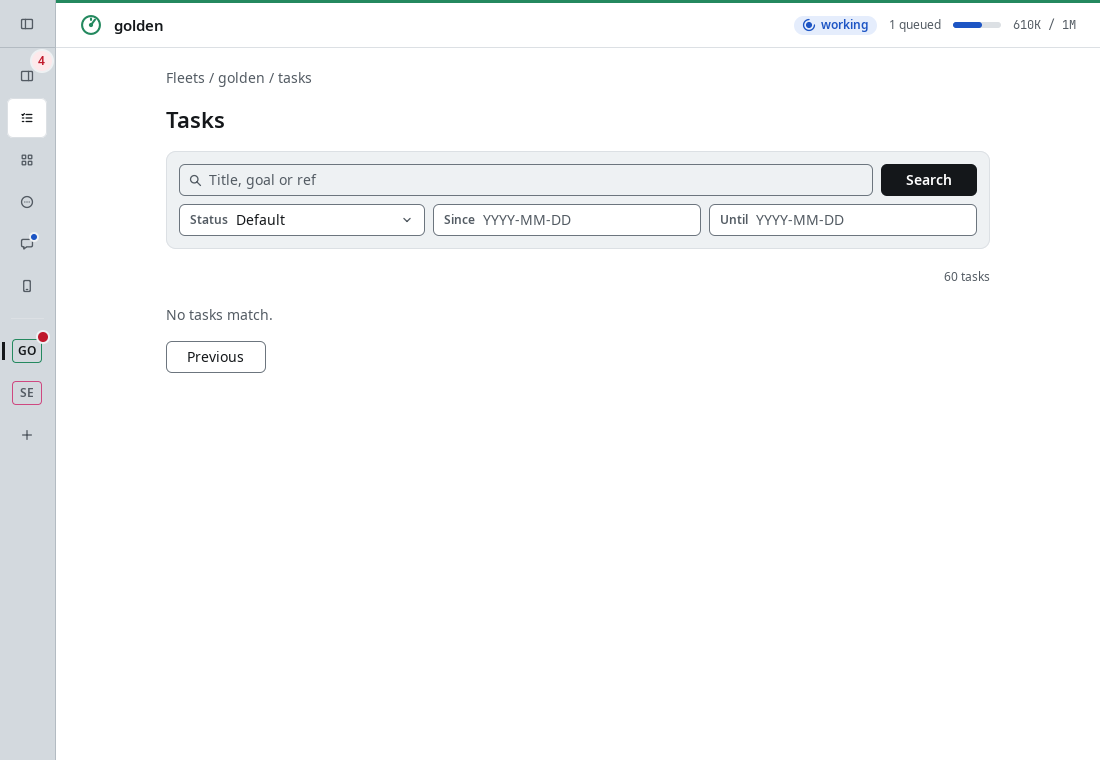 golden
working
1 queued
610K / 1M
4
Fleets / golden / tasks
Tasks
Title, goal or ref
Search
Status Default
Since YYYY-MM-DD
Until YYYY-MM-DD
60 tasks
No tasks match.
Previous
GO
SE